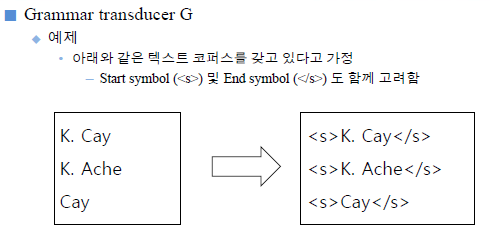 Grammar transducer G
예제
아래와 같은 텍스트 코퍼스를 갖고 있다고 가정
– Start symbol (<s>) 및 End symbol (</s>) 도 함께 고려함
K. Cay
K. Ache
Cay
<s>K. Cay</s>
<s>K. Ache</s>
<s>Cay</s>